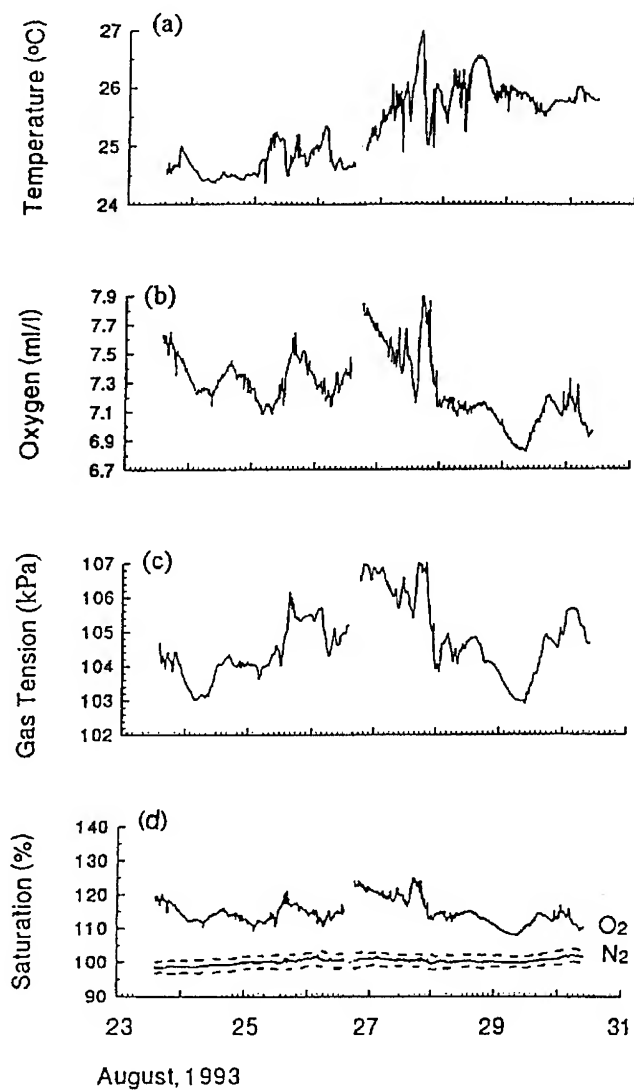 (a)
Temperature (oC)
27
26
25
24
(b)
Oxygen (ml/l)
7.9
7.7
7.5
7.3
7.1
6.9
6.7
(c)
Gas Tension (kPa)
107
106
105
104
103
102
(d)
Saturation (%)
140
130
120
110
100
90
O2
N2
23 25 27 29 31
August, 1993